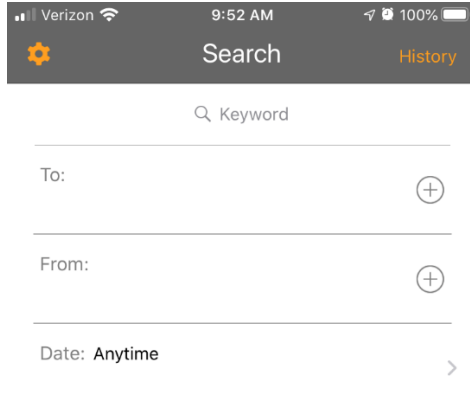 Verizon 9:52 AM 100%
Search History
Keyword
To:
From:
Date: Anytime